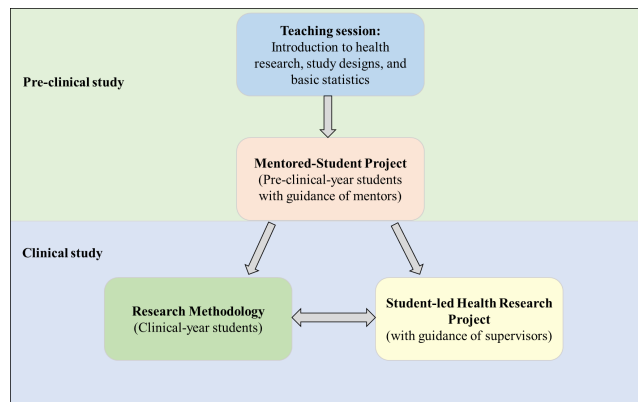 Teaching session:
Introduction to health
research, study designs, and
basic statistics
Pre-clinical study
Mentored-Student Project
(Pre-clinical-year students
with guidance of mentors)
Clinical study
Research Methodology
(Clinical-year students)
Student-led Health Research
Project
(with guidance of supervisors)